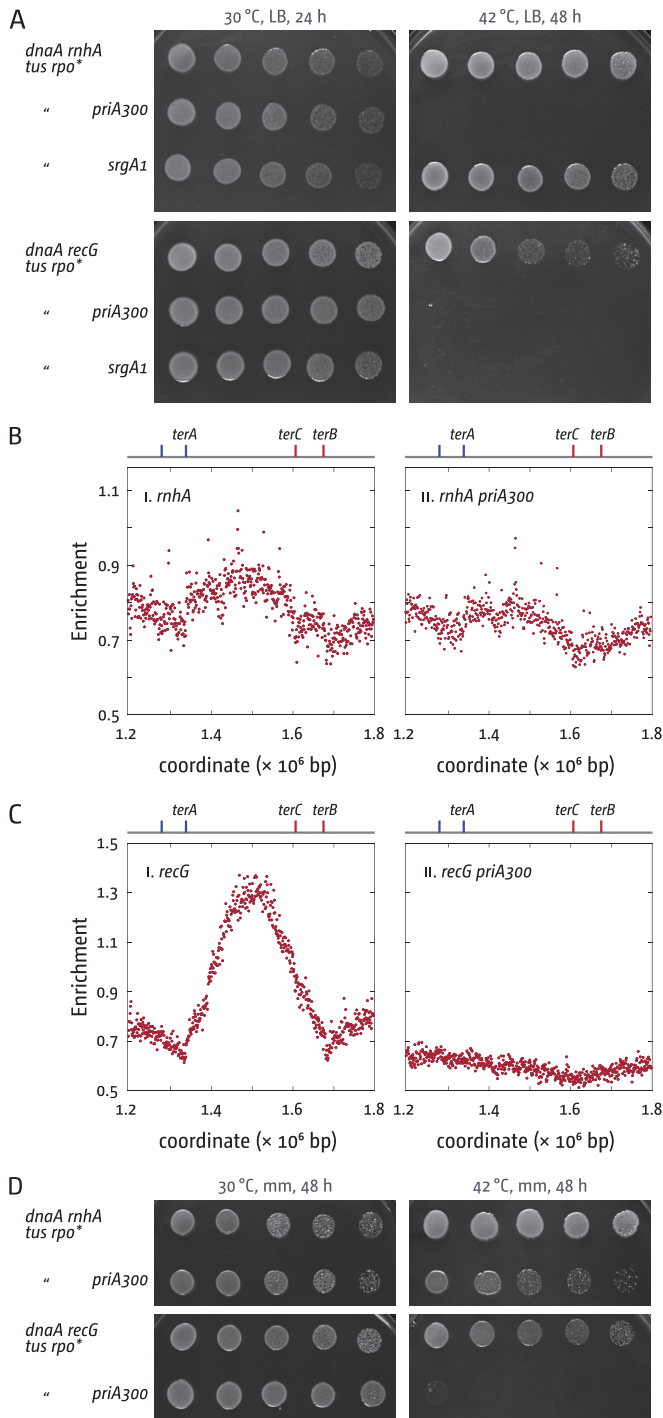 A
30 °C, LB, 24 h
42 °C, LB, 48 h
dnaA rnhA
tus rpo*
“ priA300
“ srgA1
dnaA recG
tus rpo*
“ priA300
“ srgA1
B
terA terC terB
terA terC terB
I. rnhA
II. rnhA priA300
Enrichment
1.1
0.9
0.7
0.5
1.2 1.4 1.6 1.8
1.2 1.4 1.6 1.8
coordinate (× 10⁶ bp)
coordinate (× 10⁶ bp)
C
terA terC terB
terA terC terB
I. recG
II. recG priA300
Enrichment
1.5
1.3
1.1
0.9
0.7
0.5
1.2 1.4 1.6 1.8
1.2 1.4 1.6 1.8
coordinate (× 10⁶ bp)
coordinate (× 10⁶ bp)
D
30 °C, mm, 48 h
42 °C, mm, 48 h
dnaA rnhA
tus rpo*
“ priA300
dnaA recG
tus rpo*
“ priA300